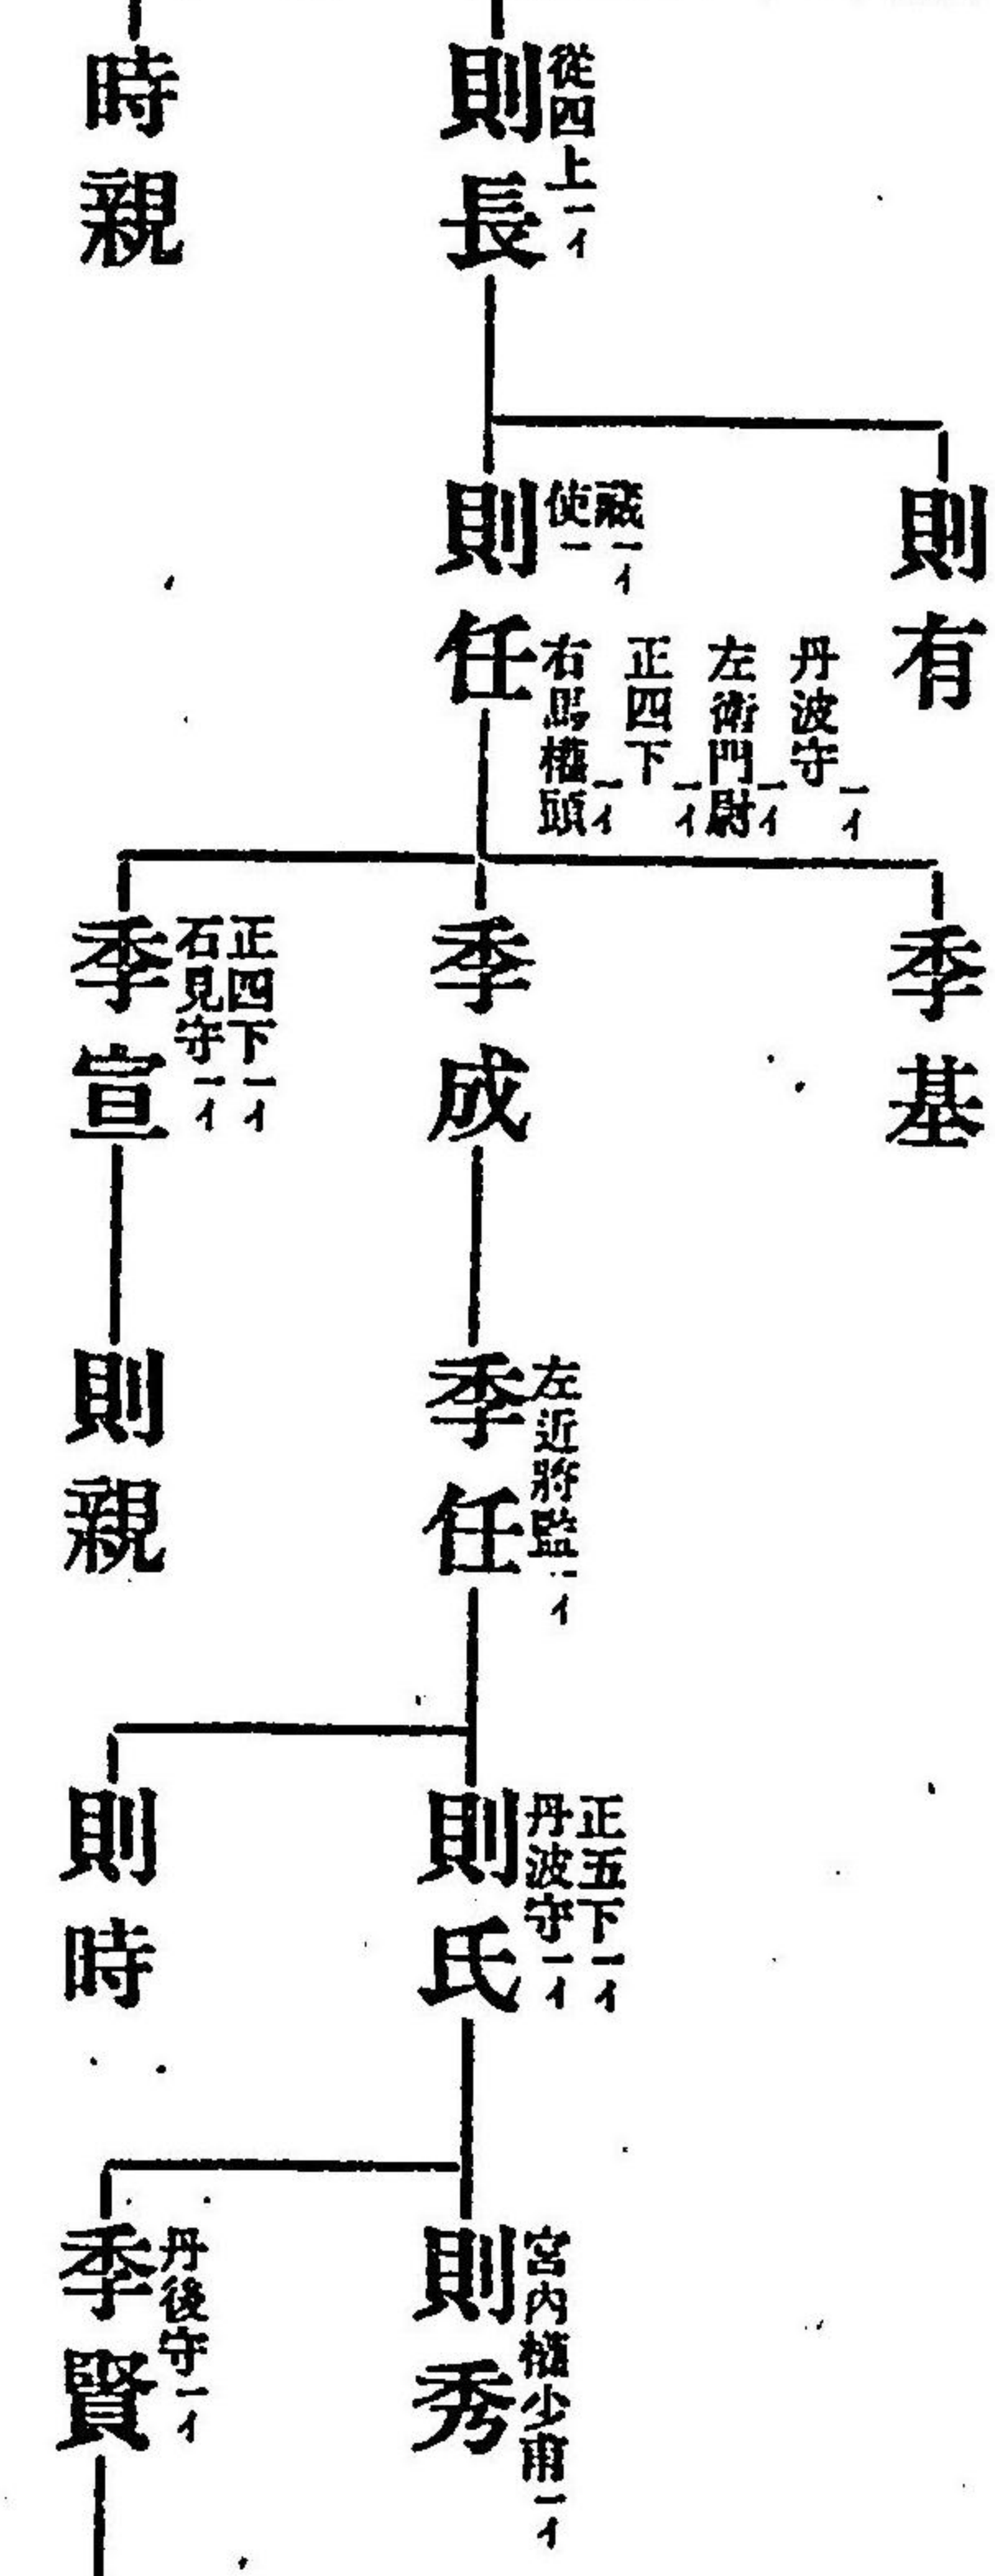 從四上一イ
則長
時親
則有
藏一イ
使一
則任
丹波守一イ
左衛門尉一イ
正四下一イ
右馬權頭一イ
季基
季成
正四下一イ
石見守一イ
季宣
左近將監一イ
季任
則親
正五下一イ
丹波守一イ
則氏
則時
宮內權少甫一イ
則秀
丹後守一イ
季賢